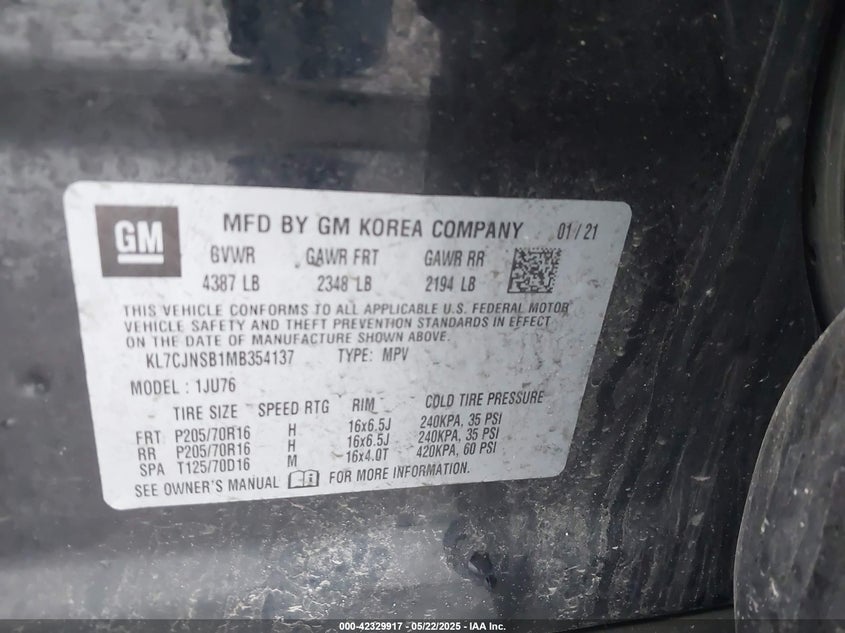 GM
MFD BY GM KOREA COMPANY 01/21
GVWR GAWR FRT GAWR RR
4387 LB 2348 LB 2194 LB
THIS VEHICLE CONFORMS TO ALL APPLICABLE U.S. FEDERAL MOTOR
VEHICLE SAFETY AND THEFT PREVENTION STANDARDS IN EFFECT
ON THE DATE OF MANUFACTURE SHOWN ABOVE.
KL7CJNSB1MB354137 TYPE: MPV
MODEL : 1JU76
TIRE SIZE SPEED RTG RIM COLD TIRE PRESSURE
FRT P205/70R16 H 16x6.5J 240KPA, 35 PSI
RR P205/70R16 H 16x6.5J 240KPA, 35 PSI
SPA T125/70D16 M 16x4.0T 420KPA, 60 PSI
SEE OWNER'S MANUAL FOR MORE INFORMATION.
000-42329917 - 05/22/2025 - IAA Inc.